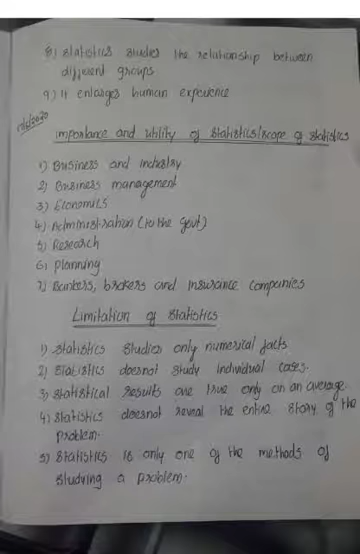 8) Statistics studies the relationship between
different groups
9) It enlarges human experience
Importance and utility of Statistics/scope of statistics
1) Business and industry
2) Business management
3) Economics
4) Administration (to the govt)
5) Research
6) Planning
7) Bankers, brokers and Insurance companies
Limitation of Statistics
1) Statistics studies only numerical facts
2) Statistics doesnot study individual cases.
3) Statistical Results are true only on an average.
4) Statistics doesnot reveal the entire story of the
Problem.
5) Statistics is only one of the methods of
studying a problem.